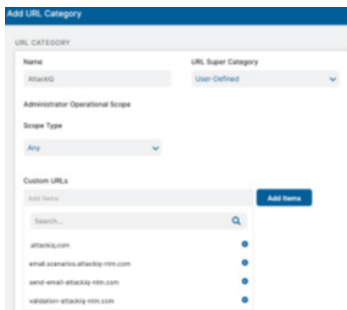 Add URL Category
URL CATEGORY
Name
URL Super Category
AttackIQ
User-Defined
Administrator Operational Scope
Scope Type
Any
Custom URLs
Add Items
Add Items
Search...
.attackiq.com
email.scenarios.attackiq-ntm.com
send-email-attackiq-ntm.com
validation-attackiq-ntm.com